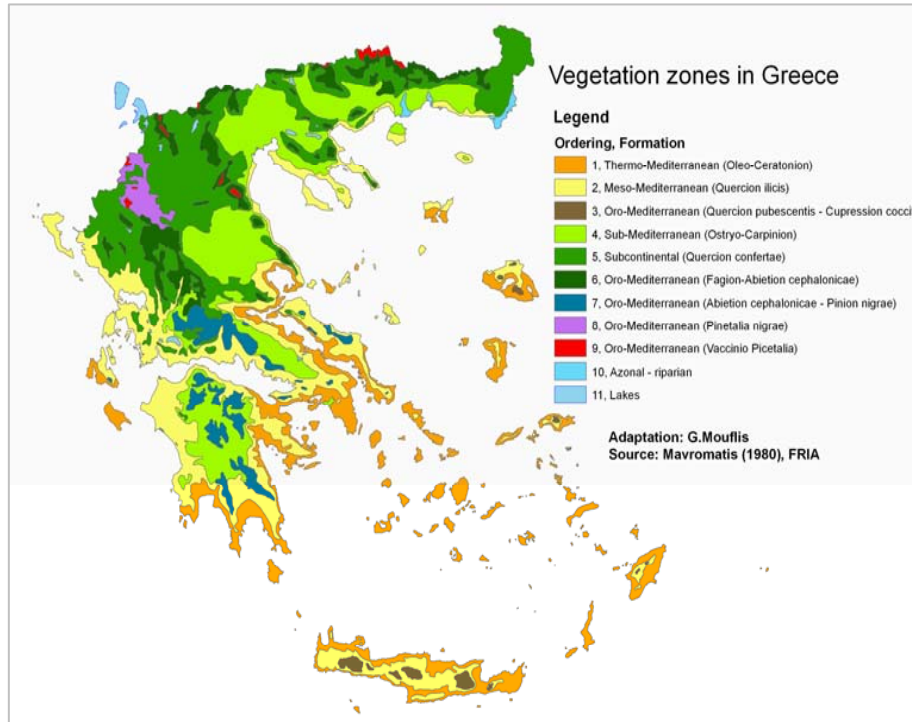 Vegetation zones in Greece
Legend
Ordering, Formation
1, Thermo-Mediterranean (Oleo-Ceratonion)
2, Meso-Mediterranean (Quercion ilicis)
3, Oro-Mediterranean (Quercion pubescentis - Cupression cocci
4, Sub-Mediterranean (Ostryo-Carpinion)
5, Subcontinental (Quercion confertae)
6, Oro-Mediterranean (Fagion-Abietion cephalonicae)
7, Oro-Mediterranean (Abietion cephalonicae - Pinion nigrae)
8, Oro-Mediterranean (Pinetalia nigrae)
9, Oro-Mediterranean (Vaccinio Picetalia)
10, Azonal - riparian
11, Lakes
Adaptation: G.Mouflis
Source: Mavromatis (1980), FRIA